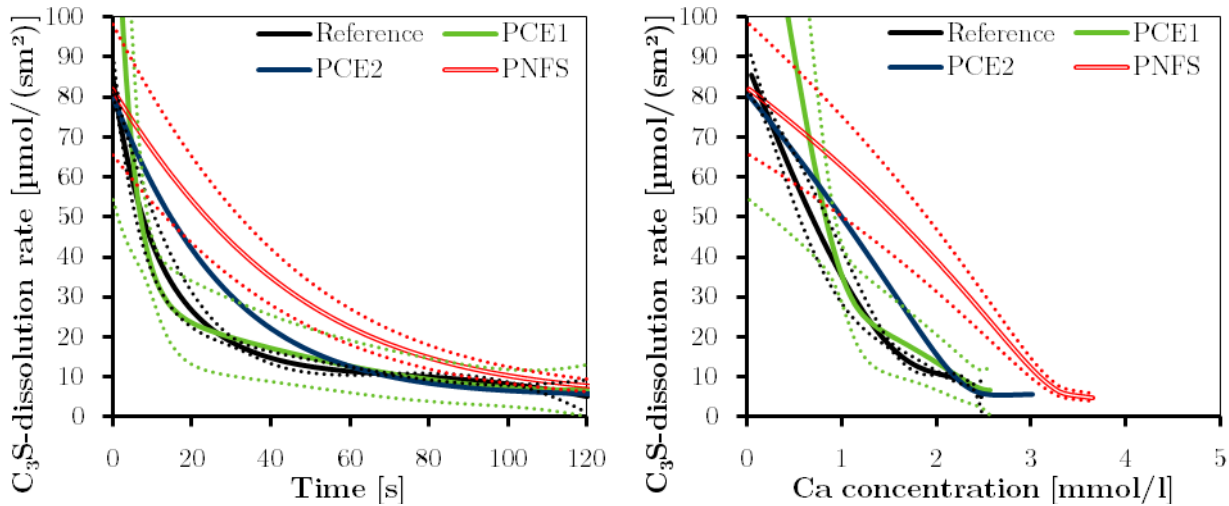 C₃S-dissolution rate [µmol/(sm²)]
100
90
80
70
60
50
40
30
20
10
0
Reference
PCE1
PCE2
PNFS
0 20 40 60 80 100 120
Time [s]
C₃S-dissolution rate [µmol/(sm²)]
100
90
80
70
60
50
40
30
20
10
0
Reference
PCE1
PCE2
PNFS
0 1 2 3 4 5
Ca concentration [mmol/l]